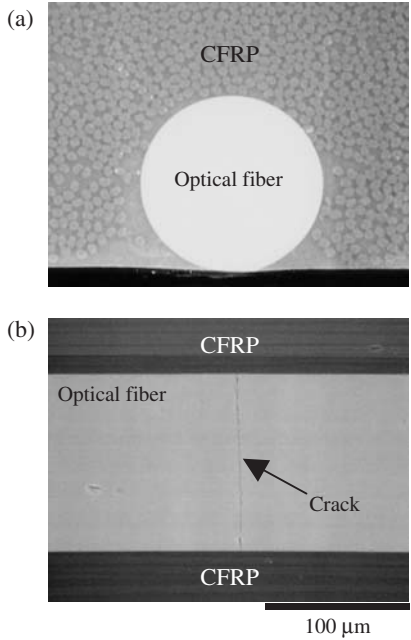 (a)
CFRP
Optical fiber
(b)
CFRP
Optical fiber
Crack
CFRP
100 μm